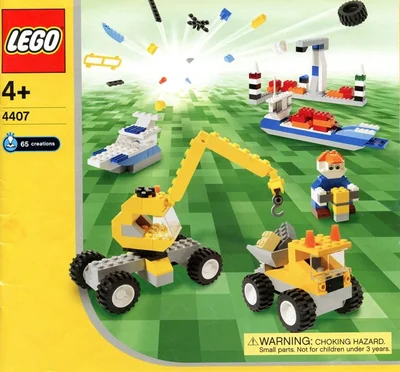 LEGO
4+
4407
65 creations
WARNING: CHOKING HAZARD.
Small parts. Not for children under 3 years.